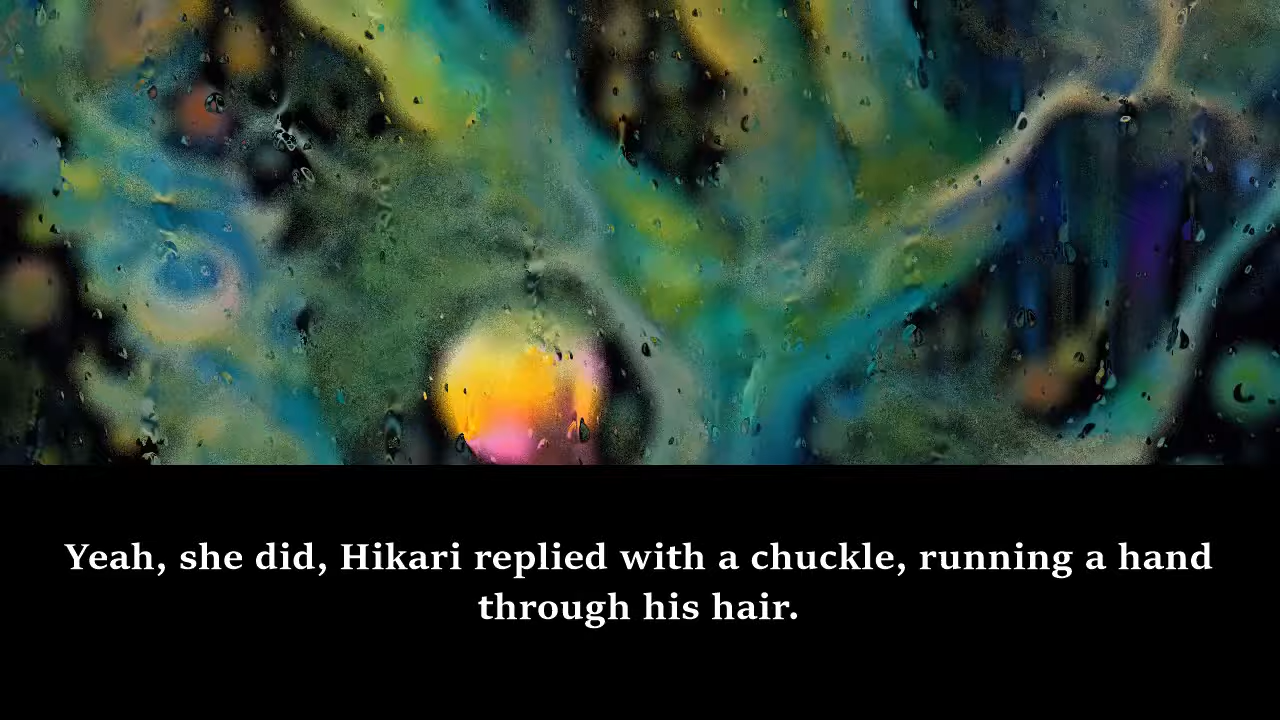 Yeah, she did, Hikari replied with a chuckle, running a hand
through his hair.